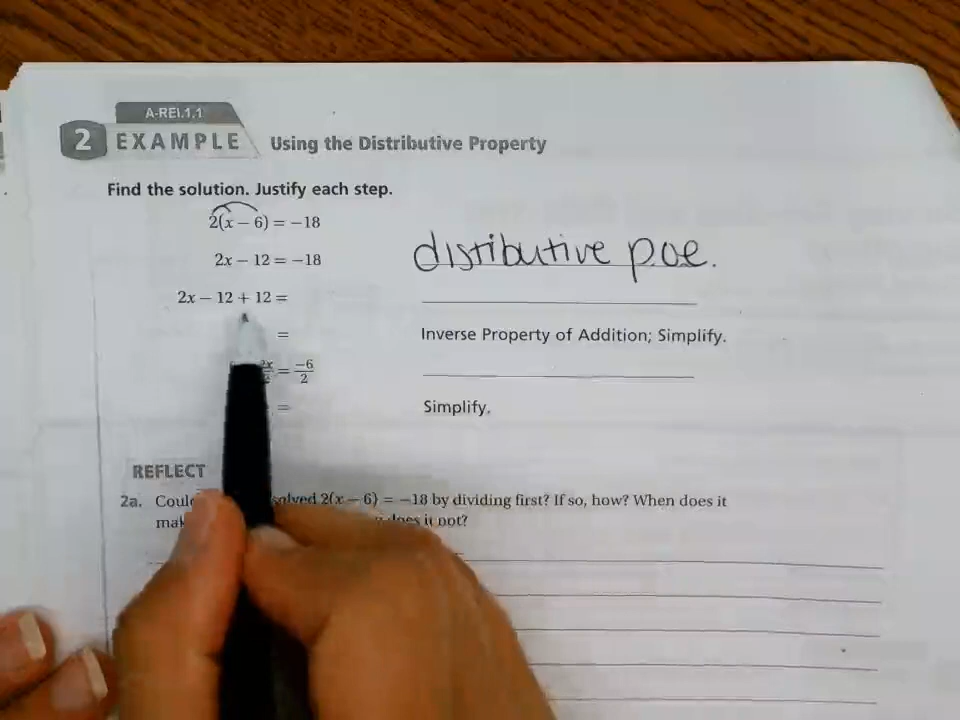 A-REI.1.1
2 EXAMPLE Using the Distributive Property
Find the solution. Justify each step.
2(x − 6) = −18
distibutive p.o.e.
2x − 12 = −18
2x − 12 + 12 =
= Inverse Property of Addition; Simplify.
= −6/2
= Simplify.
REFLECT
2a. solved 2(x − 6) = −18 by dividing first? If so, how? When does it
does it not?